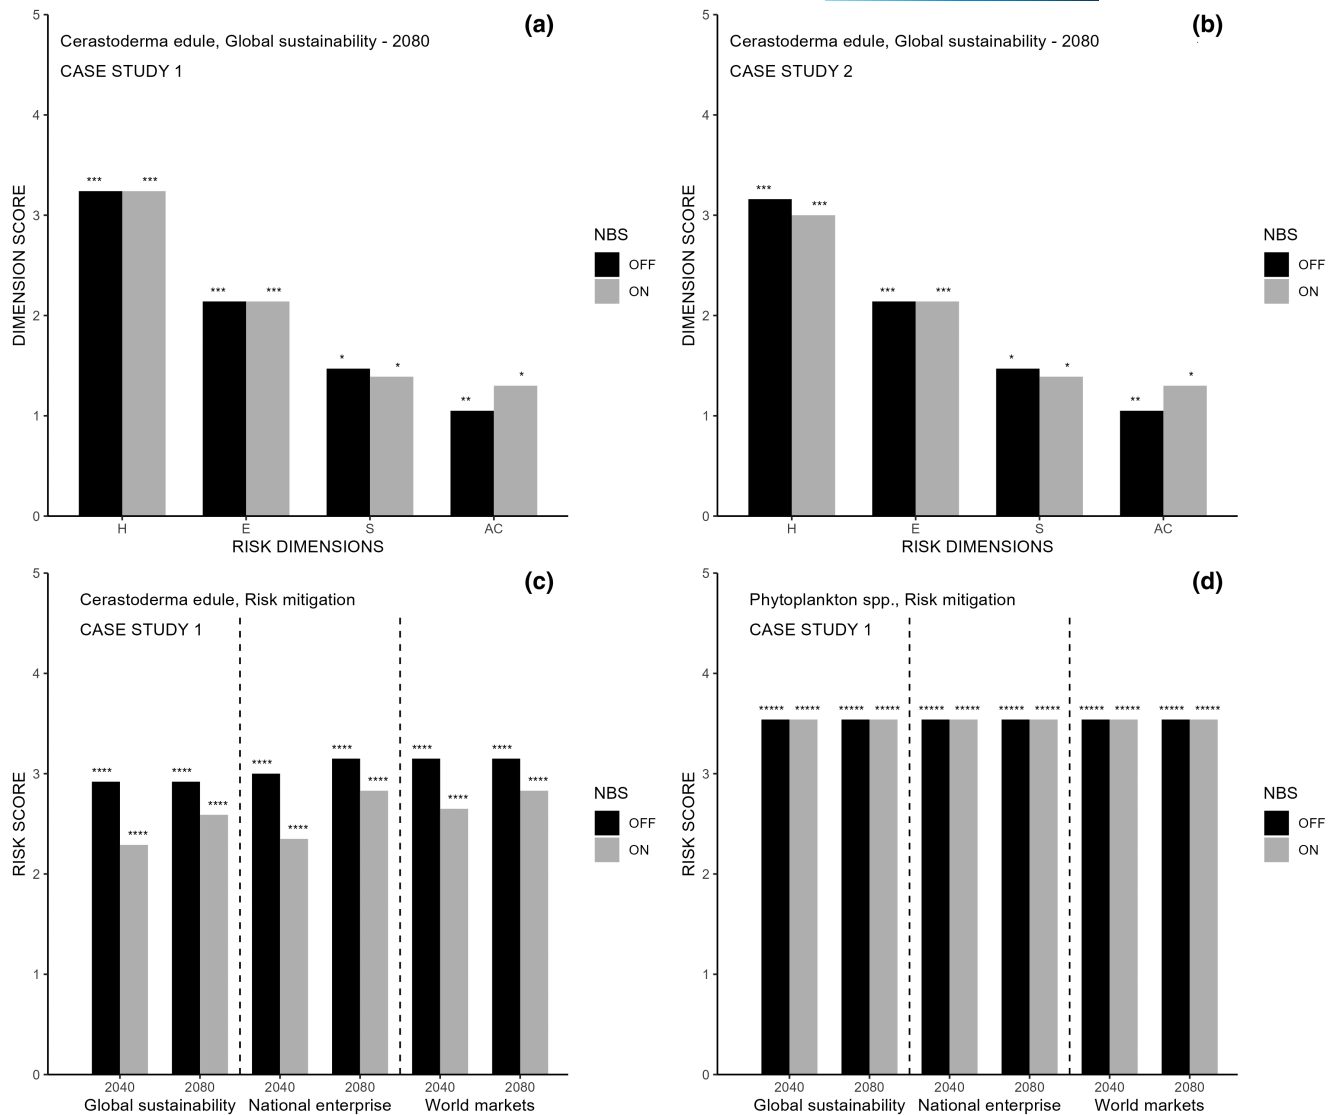 (a)
Cerastoderma edule, Global sustainability - 2080
CASE STUDY 1
5
4
3
2
1
0
DIMENSION SCORE
*** ***
*** ***
* *
** *
H E S AC
RISK DIMENSIONS
NBS
OFF
ON
(b)
Cerastoderma edule, Global sustainability - 2080
CASE STUDY 2
5
4
3
2
1
0
DIMENSION SCORE
*** ***
*** ***
* *
** *
H E S AC
RISK DIMENSIONS
NBS
OFF
ON
(c)
Cerastoderma edule, Risk mitigation
CASE STUDY 1
5
4
3
2
1
0
RISK SCORE
**** **** **** **** **** **** **** **** **** **** **** ****
2040 2080 2040 2080 2040 2080
Global sustainability National enterprise World markets
NBS
OFF
ON
(d)
Phytoplankton spp., Risk mitigation
CASE STUDY 1
5
4
3
2
1
0
RISK SCORE
***** ***** ***** ***** ***** ***** ***** ***** ***** ***** ***** *****
2040 2080 2040 2080 2040 2080
Global sustainability National enterprise World markets
NBS
OFF
ON